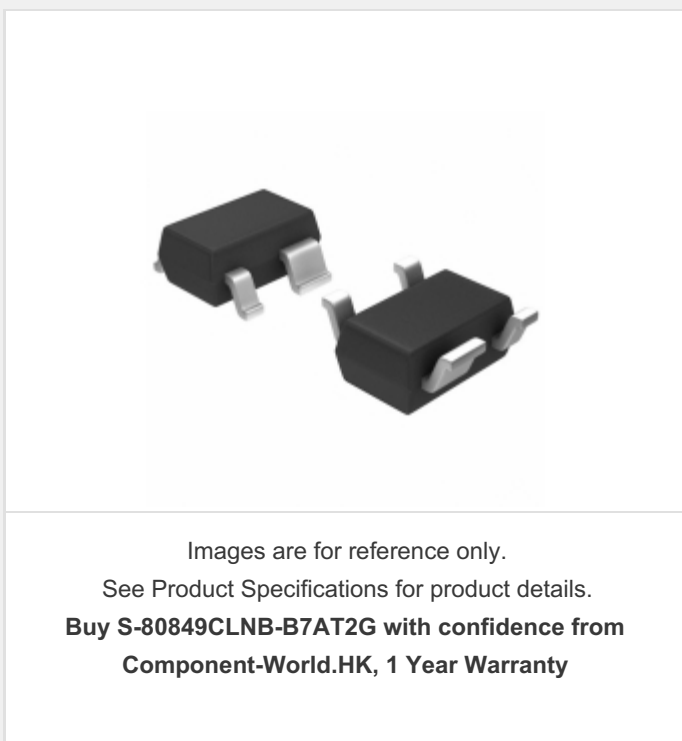 Images are for reference only.
See Product Specifications for product details.
Buy S-80849CLNB-B7AT2G with confidence from
Component-World.HK, 1 Year Warranty